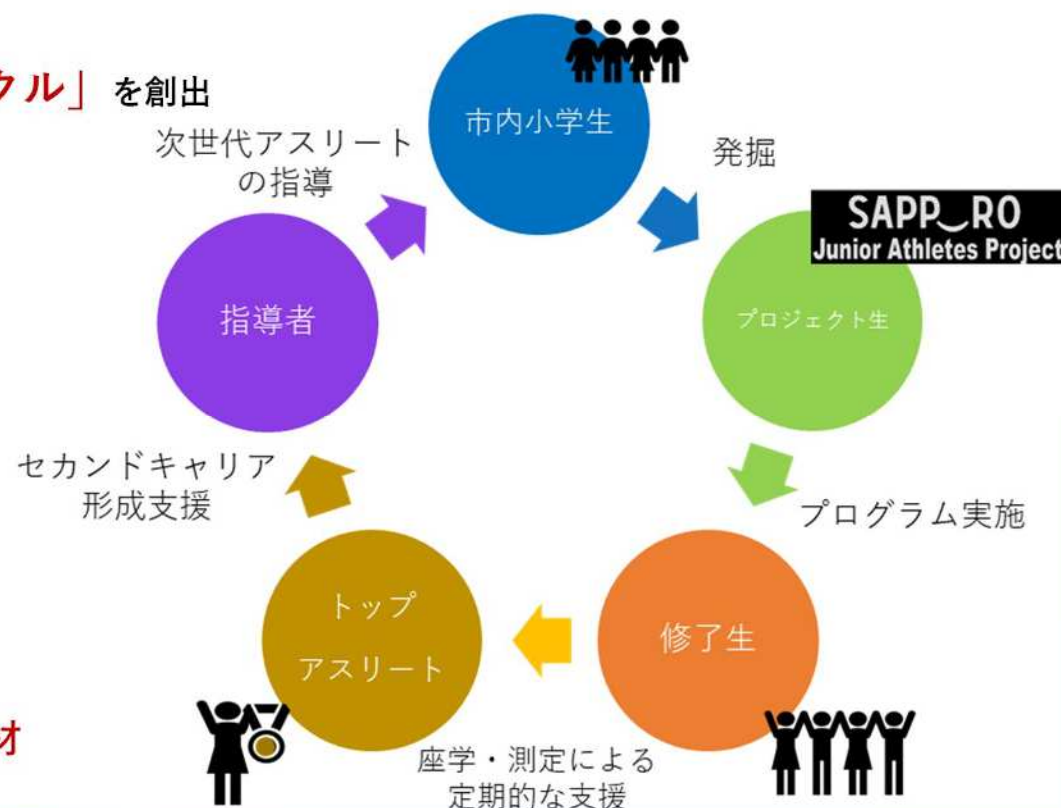 クル」を創出
市内小学生
発掘
SAPP_RO
Junior Athletes Project
プロジェクト生
プログラム実施
修了生
座学・測定による
定期的な支援
トップ
アスリート
セカンドキャリア
形成支援
指導者
次世代アスリート
の指導
材